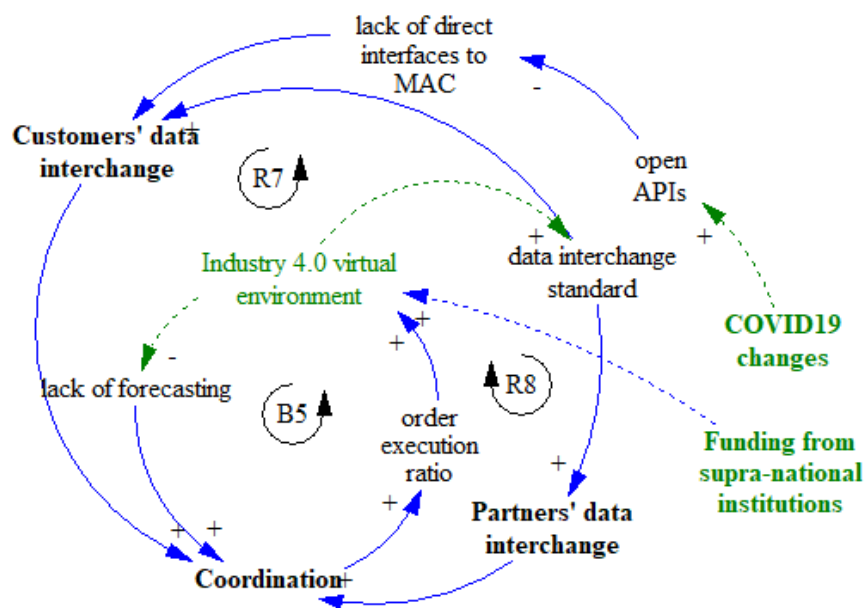 lack of direct
interfaces to
MAC
-
+
Customers' data
interchange
R7
open
APIs
+
+
Industry 4.0 virtual
environment
data interchange
standard
COVID19
changes
+
+
-
lack of forecasting
B5
R8
order
execution
ratio
Funding from
supra-national
institutions
+
+
Partners' data
interchange
+
+
Coordination
+